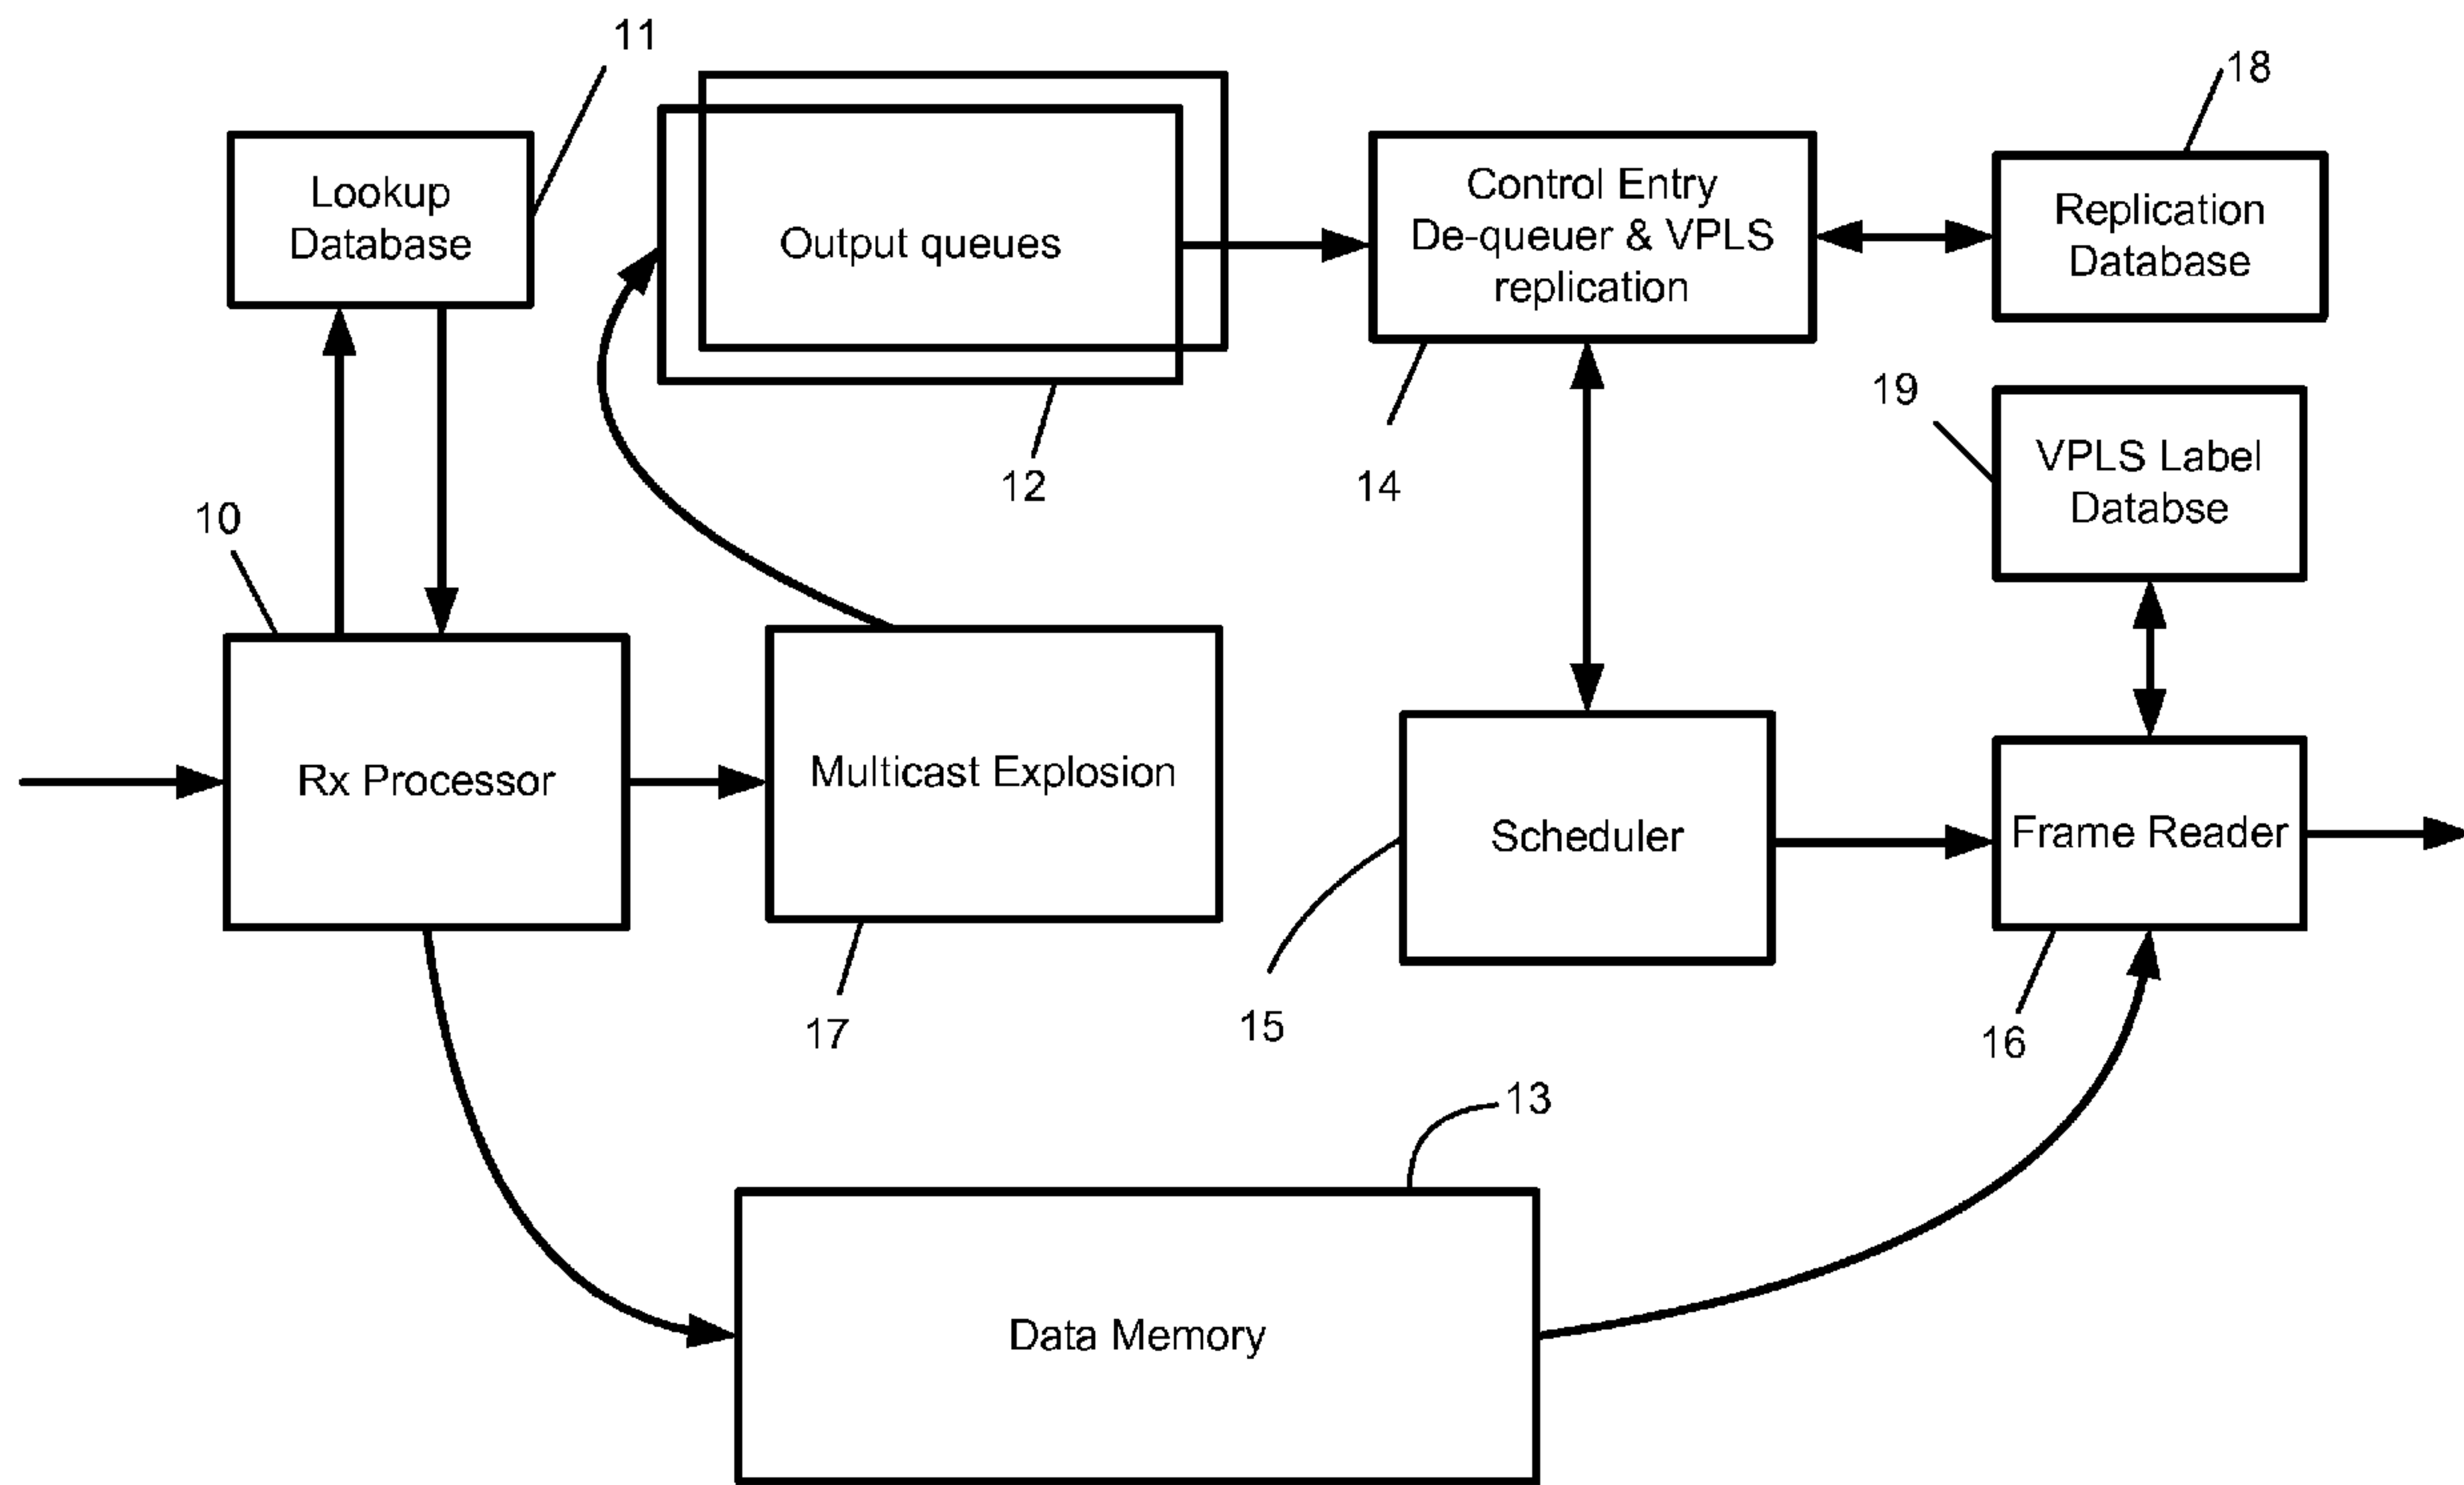 11
18
Lookup
Database
Output queues
Control Entry
De-queuer & VPLS
replication
Replication
Database
19
VPLS Label
Databse
12
14
10
Rx Processor
Multicast Explosion
Scheduler
Frame Reader
17
15
16
13
Data Memory